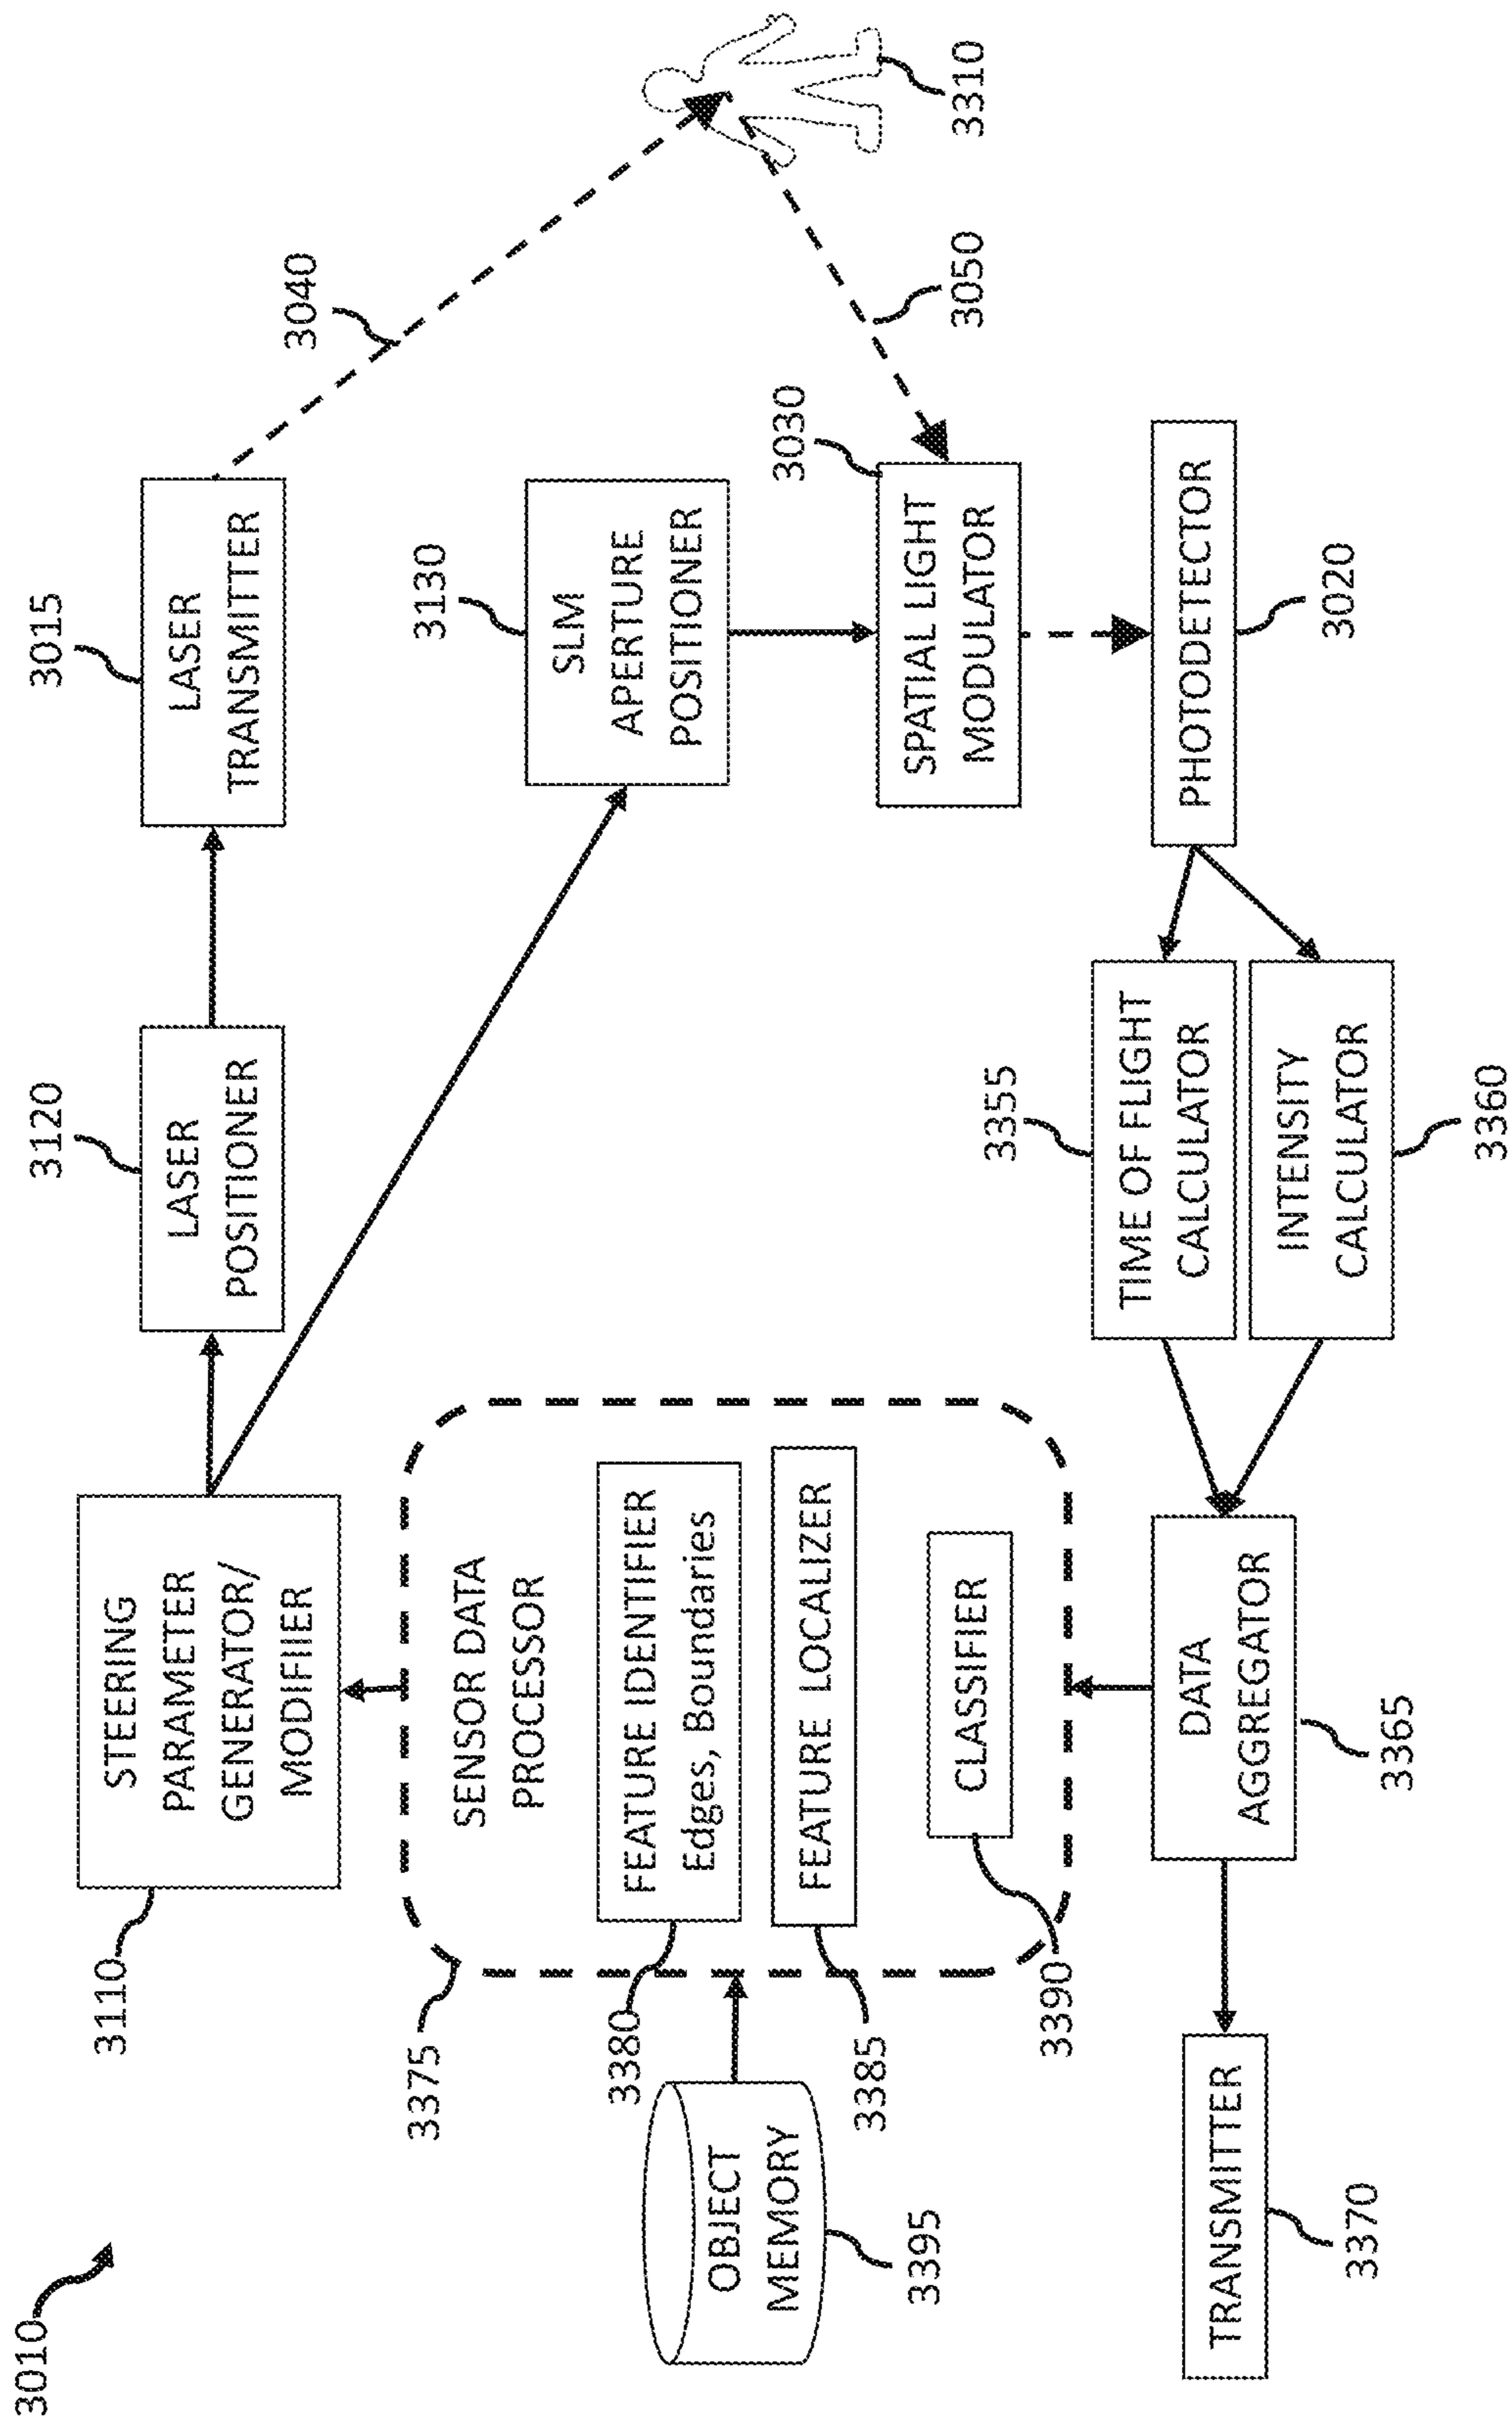 3010
3110
STEERING
PARAMETER
GENERATOR/
MODIFIER
3120
LASER
POSITIONER
3015
LASER
TRANSMITTER
3040
3375
SENSOR DATA
PROCESSOR
3130
SLM
APERTURE
POSITIONER
3395
OBJECT
MEMORY
3380
FEATURE IDENTIFIER
Edges, Boundaries
3385
FEATURE LOCALIZER
3390
CLASSIFIER
3030
SPATIAL LIGHT
MODULATOR
3050
3310
3370
TRANSMITTER
3365
DATA
AGGREGATOR
3355
TIME OF FLIGHT
CALCULATOR
3360
INTENSITY
CALCULATOR
PHOTODETECTOR
3020